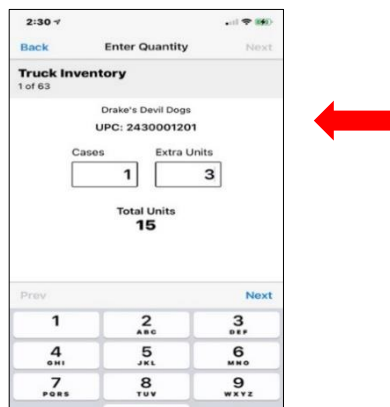 2:30
Back Enter Quantity Next
Truck Inventory
1 of 63
Drake's Devil Dogs
UPC: 2430001201
Cases Extra Units
1 3
Total Units
15
Prev Next
1 2 3
ABC DEF
4 5 6
GHI JKL MNO
7 8 9
PQRS TUV WXYZ